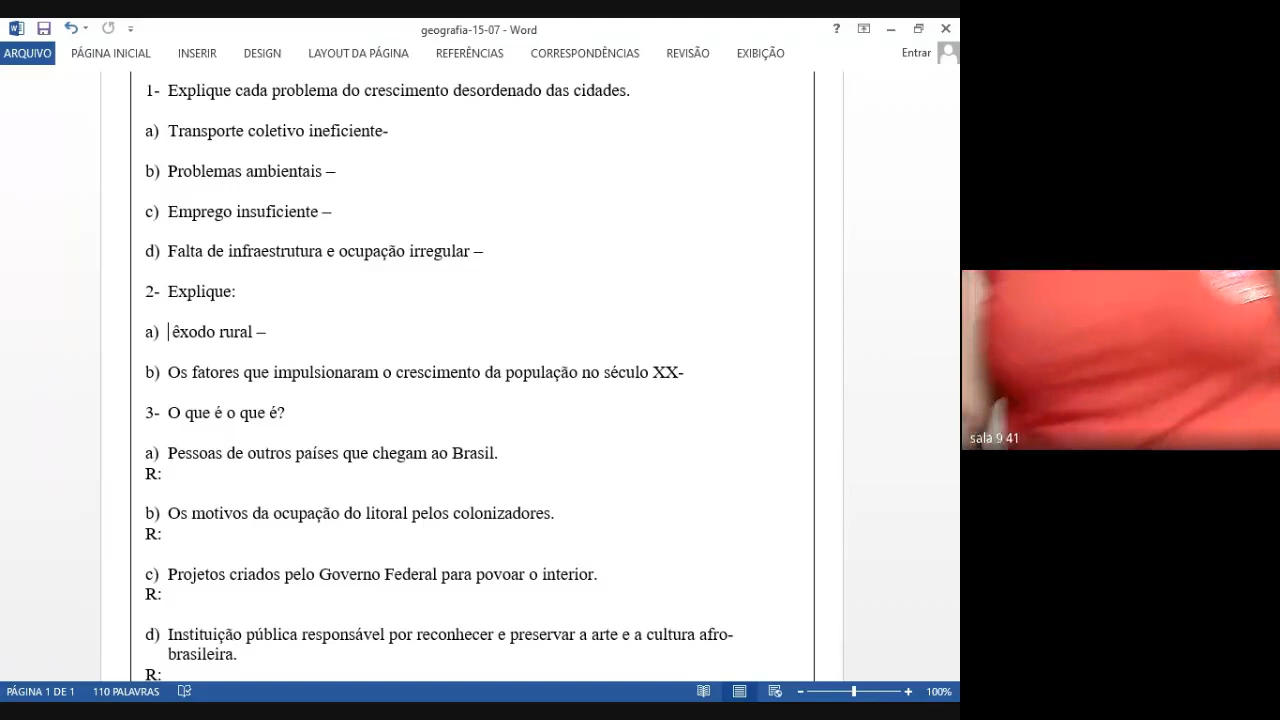 geografia-15-07 - Word
ARQUIVO PÁGINA INICIAL INSERIR DESIGN LAYOUT DA PÁGINA REFERÊNCIAS CORRESPONDÊNCIAS REVISÃO EXIBIÇÃO Entrar
1- Explique cada problema do crescimento desordenado das cidades.
a) Transporte coletivo ineficiente-
b) Problemas ambientais –
c) Emprego insuficiente –
d) Falta de infraestrutura e ocupação irregular –
2- Explique:
a) êxodo rural –
b) Os fatores que impulsionaram o crescimento da população no século XX-
3- O que é o que é?
a) Pessoas de outros países que chegam ao Brasil.
R:
b) Os motivos da ocupação do litoral pelos colonizadores.
R:
c) Projetos criados pelo Governo Federal para povoar o interior.
R:
d) Instituição pública responsável por reconhecer e preservar a arte e a cultura afro-
brasileira.
R:
sala 9 41
PÁGINA 1 DE 1 110 PALAVRAS 100%